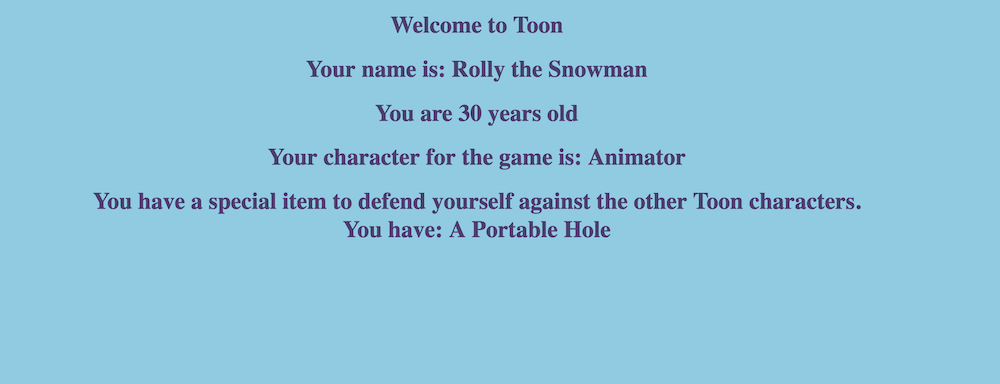 Welcome to Toon
Your name is: Rolly the Snowman
You are 30 years old
Your character for the game is: Animator
You have a special item to defend yourself against the other Toon characters.
You have: A Portable Hole